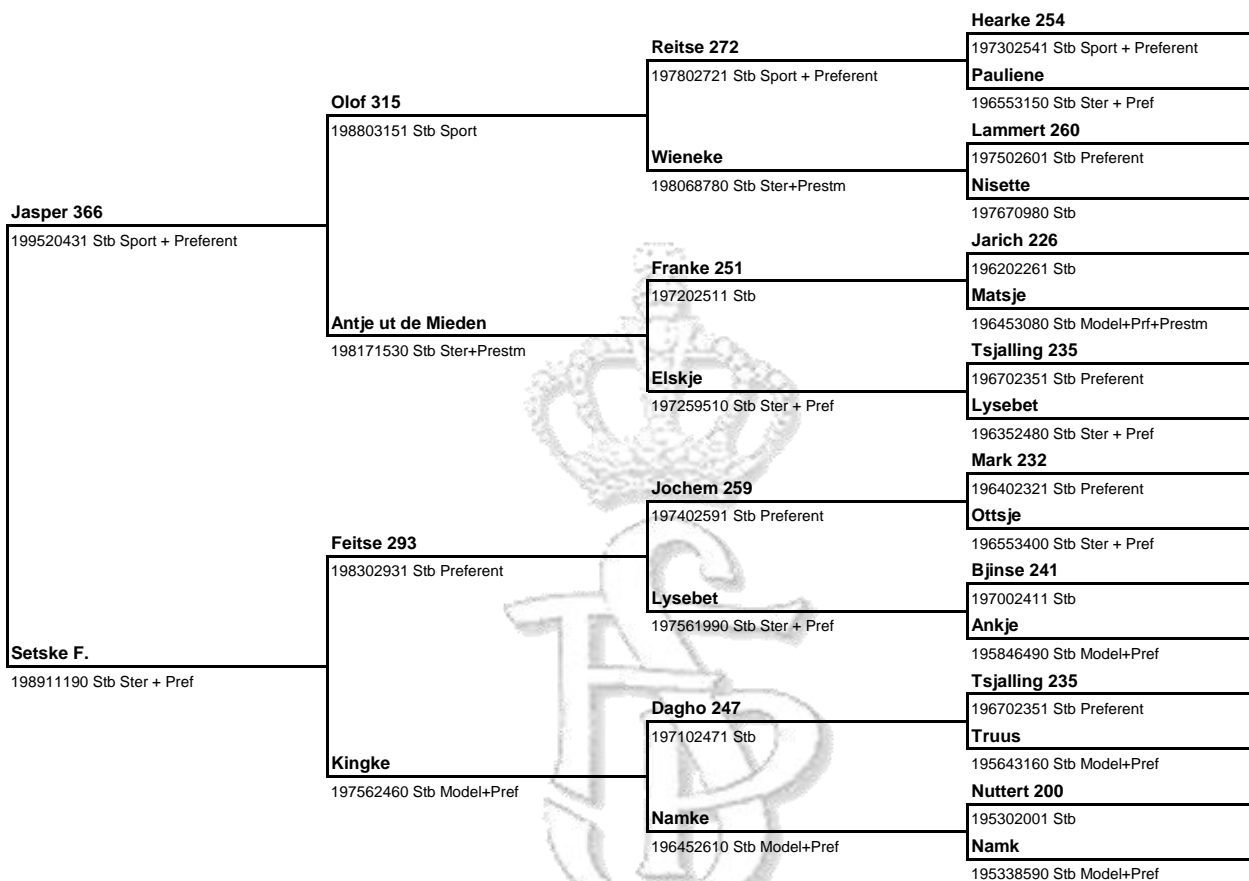 Hearke 254
Reitse 272
197302541 Stb Sport + Preferent
197802721 Stb Sport + Preferent
Pauliene
Olof 315
196553150 Stb Ster + Pref
198803151 Stb Sport
Lammert 260
Wieneke
197502601 Stb Preferent
198068780 Stb Ster+Prestm
Nisette
Jasper 366
197670980 Stb
199520431 Stb Sport + Preferent
Jarich 226
Franke 251
196202261 Stb
197202511 Stb
Matsje
Antje ut de Mieden
196453080 Stb Model+Prf+Prestm
198171530 Stb Ster+Prestm
Tsjalling 235
Elskje
196702351 Stb Preferent
197259510 Stb Ster + Pref
Lysebet
196352480 Stb Ster + Pref
Mark 232
Jochem 259
196402321 Stb Preferent
197402591 Stb Preferent
Ottsje
Feitse 293
196553400 Stb Ster + Pref
198302931 Stb Preferent
Bjinse 241
Lysebet
197002411 Stb
197561990 Stb Ster + Pref
Ankje
Setske F.
195846490 Stb Model+Pref
198911190 Stb Ster + Pref
Tsjalling 235
Dagho 247
196702351 Stb Preferent
197102471 Stb
Truus
Kingke
195643160 Stb Model+Pref
197562460 Stb Model+Pref
Nuttert 200
Namke
195302001 Stb
196452610 Stb Model+Pref
Namk
195338590 Stb Model+Pref